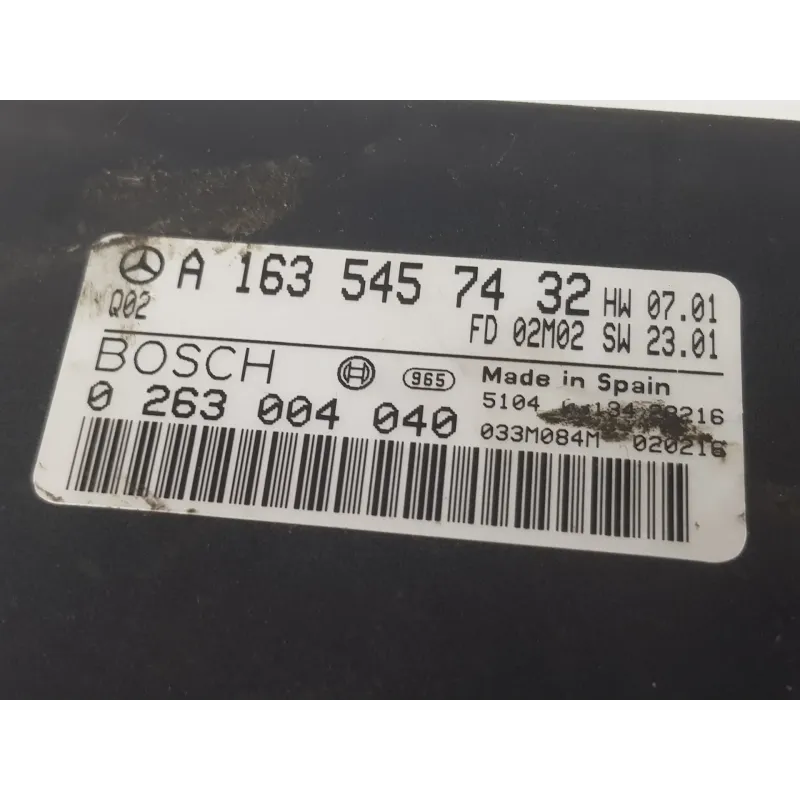 A 163 545 74 32 HW 07.01
Q02 FD 02M02 SW 23.01
BOSCH 965 Made in Spain
0 263 004 040 5104
033M084M 020216